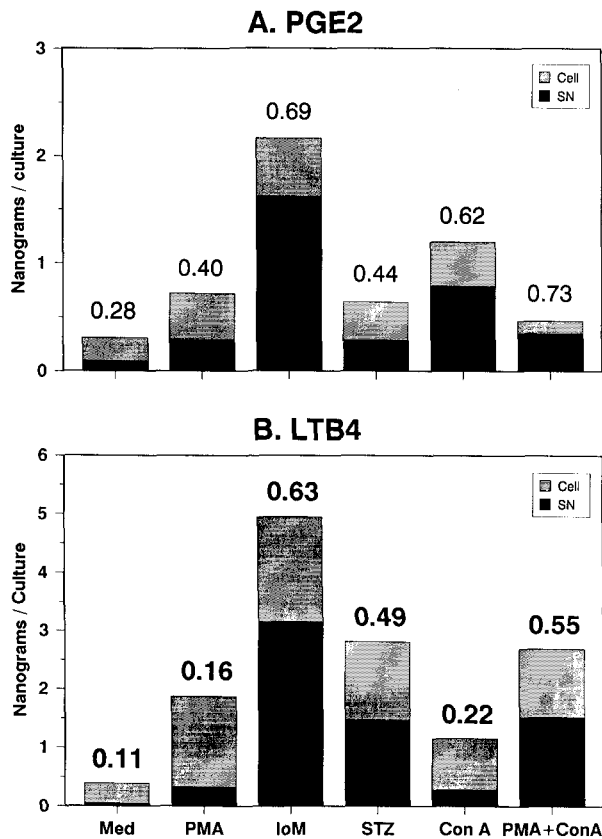 A. PGE2
3
Cell
SN
0.69
2
0.62
0.40
0.44
0.73
1
0.28
0
Nanograms / culture
B. LTB4
6
Cell
SN
0.63
5
4
0.49
0.55
3
0.16
2
0.22
1
0.11
0
Nanograms / Culture
Med PMA IoM STZ Con A PMA+ConA